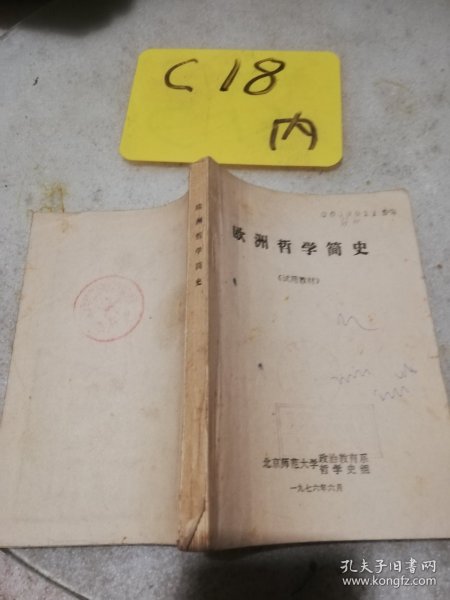 C18
内
欧洲哲学简史
欧洲哲学简史
《试用教材》
北京师范大学政治教育系
哲学史组
一九七六年六月
孔夫子旧书网
www.kongfz.com